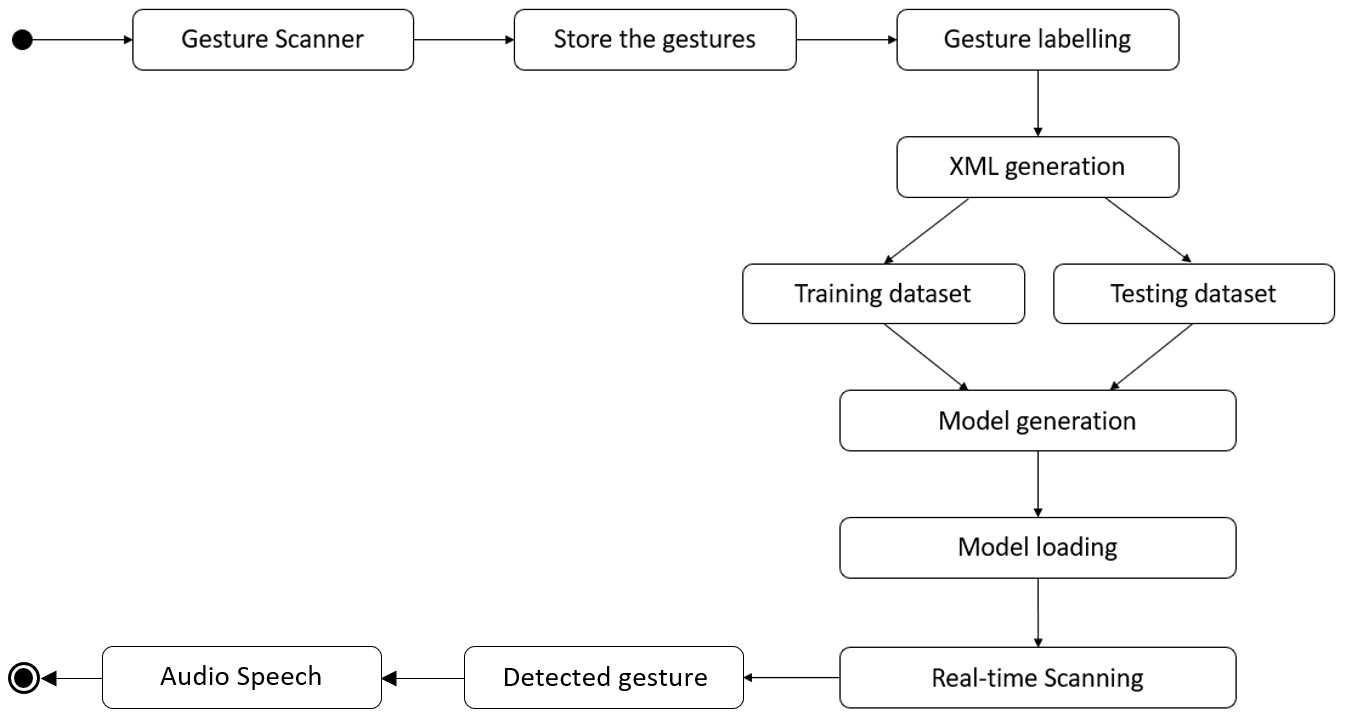 Gesture Scanner
Store the gestures
Gesture labelling
XML generation
Training dataset
Testing dataset
Model generation
Model loading
Real-time Scanning
Detected gesture
Audio Speech